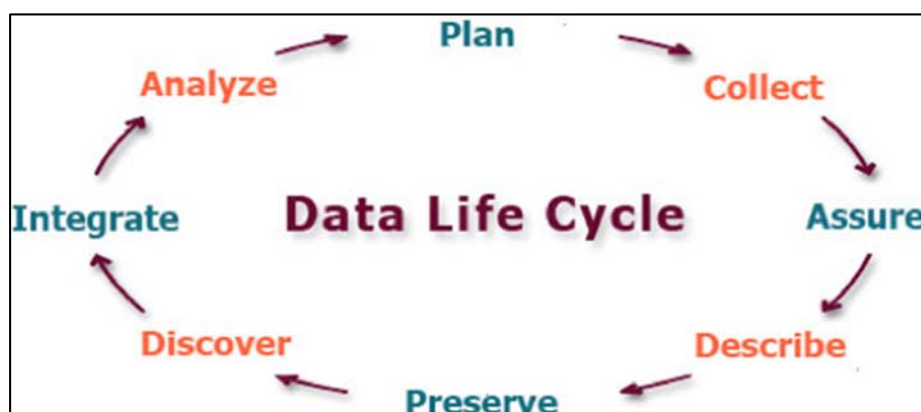 Plan
Collect
Assure
Describe
Preserve
Discover
Integrate
Analyze
Data Life Cycle